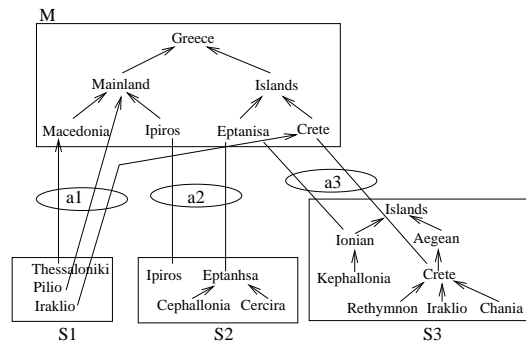 M
Greece
Mainland Islands
Macedonia Ipiros Eptanisa Crete
a1 a2 a3
Islands
Ionian Aegean
Thessaloniki Ipiros Eptanhsa Kephallonia Crete
Pilio
Iraklio Cephallonia Cercira Rethymnon Iraklio Chania
S1 S2 S3